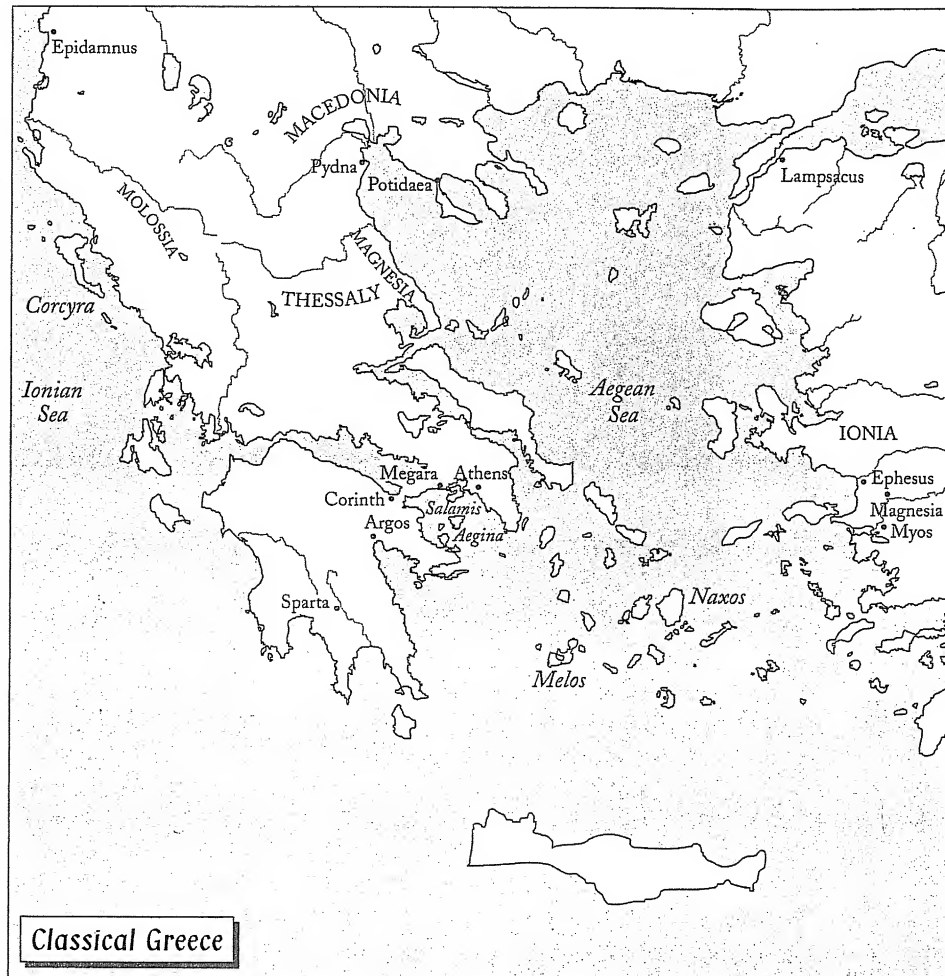 Epidamnus
MACEDONIA
Pydna
Potidaea
Lampsacus
MOLOSSIA
MAGNESIA
THESSALY
Corcyra
Ionian
Sea
Aegean
Sea
IONIA
Megara
Athens
Ephesus
Corinth
Salamis
Magnesia
Argos
Aegina
Myos
Sparta
Naxos
Melos
Classical Greece